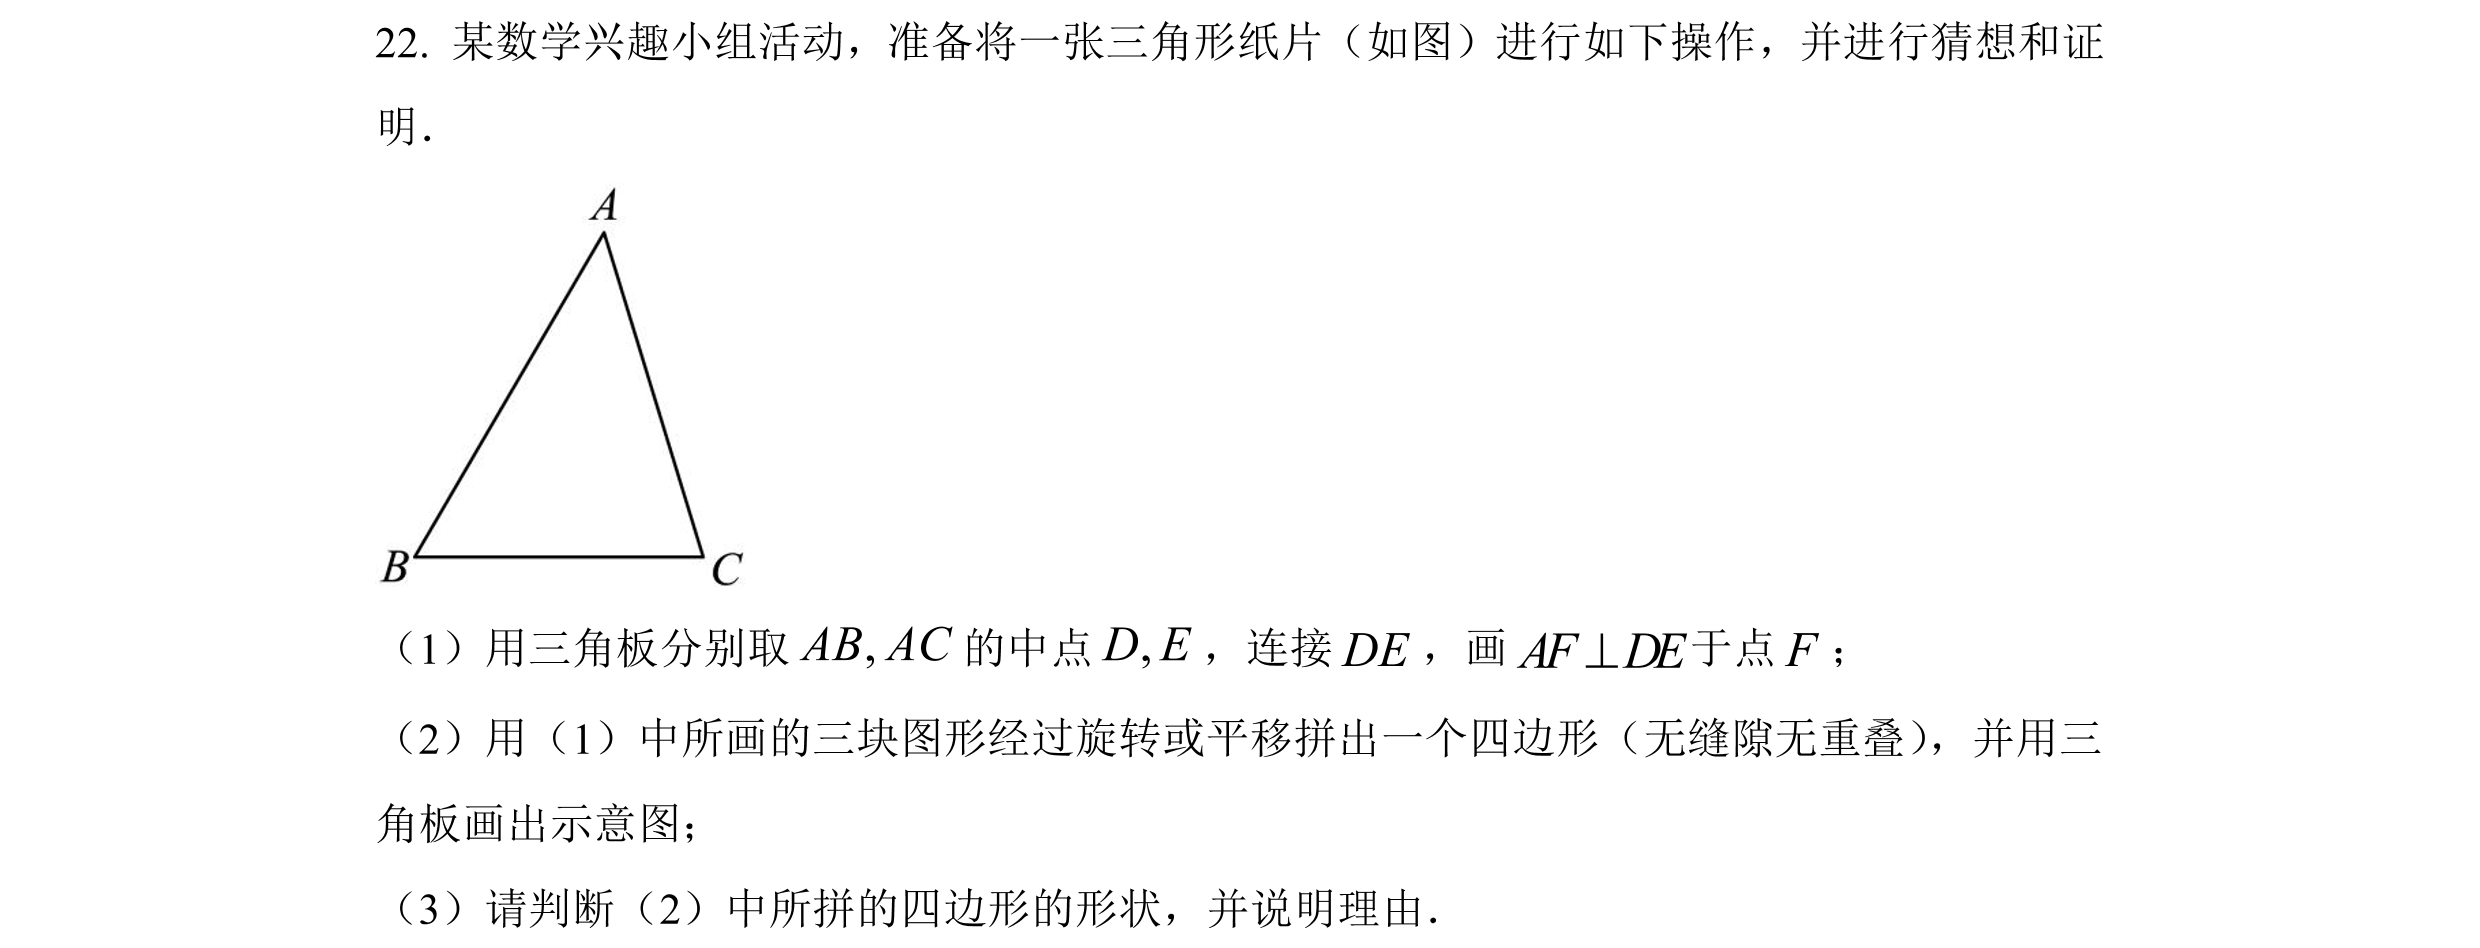 22. 某数学兴趣小组活动，准备将一张三角形纸片（如图）进行如下操作，并进行猜想和证
明．
A
B
C
（1）用三角板分别取 AB, AC 的中点 D, E ，连接 DE ，画 AF⊥DE于点 F ；
（2）用（1）中所画的三块图形经过旋转或平移拼出一个四边形（无缝隙无重叠），并用三
角板画出示意图；
（3）请判断（2）中所拼的四边形的形状，并说明理由．